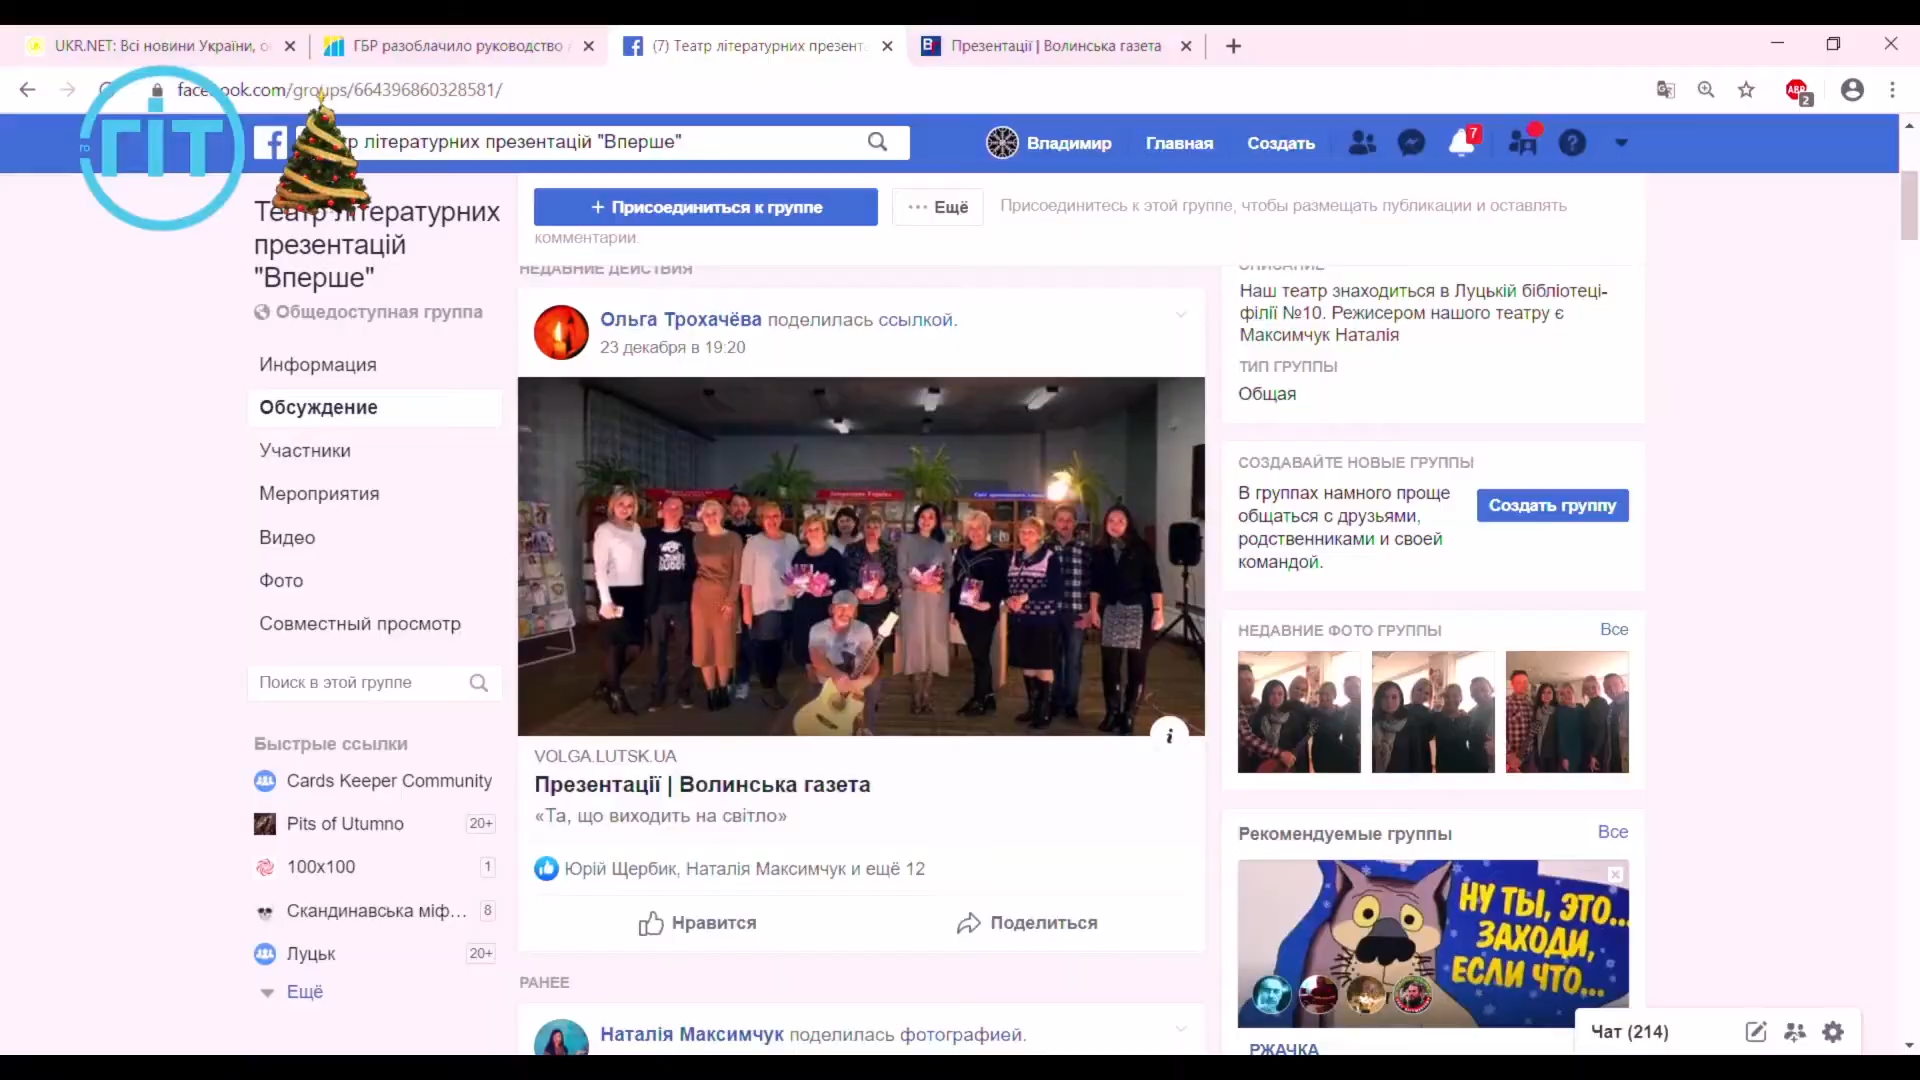 UKR.NET: Всі новини України, о
ГБР разоблачило руководство
(7) Театр літературних презент
Презентації | Волинська газета
facebook.com/groups/664396860328581/
ABP
2
ГІТ
літературних презентацій "Вперше"
Владимир
Главная
Создать
7
Театр літературних
презентацій
"Вперше"
Общедоступная группа
Информация
Обсуждение
Участники
Мероприятия
Видео
Фото
Совместный просмотр
Поиск в этой группе
Быстрые ссылки
Cards Keeper Community
Pits of Utumno 20+
100x100 1
Скандинавська міф... 8
Луцьк 20+
Ещё
+ Присоединиться к группе
... Ещё
Присоединитесь к этой группе, чтобы размещать публикации и оставлять
комментарии.
НЕДАВНИЕ ДЕЙСТВИЯ
Ольга Трохачёва поделилась ссылкой.
23 декабря в 19:20
VOLGA.LUTSK.UA
Презентації | Волинська газета
«Та, що виходить на світло»
Юрій Щербик, Наталія Максимчук и ещё 12
Нравится
Поделиться
РАНЕЕ
Наталія Максимчук поделилась фотографией.
ОПИСАНИЕ
Наш театр знаходиться в Луцькій бібліотеці-
філії №10. Режисером нашого театру є
Максимчук Наталія
ТИП ГРУППЫ
Общая
СОЗДАВАЙТЕ НОВЫЕ ГРУППЫ
В группах намного проще
общаться с друзьями,
родственниками и своей
командой.
Создать группу
НЕДАВНИЕ ФОТО ГРУППЫ
Все
Рекомендуемые группы
Все
НУ ТЫ, ЭТО...
ЗАХОДИ,
ЕСЛИ ЧТО...
РЖАЧКА
Чат (214)